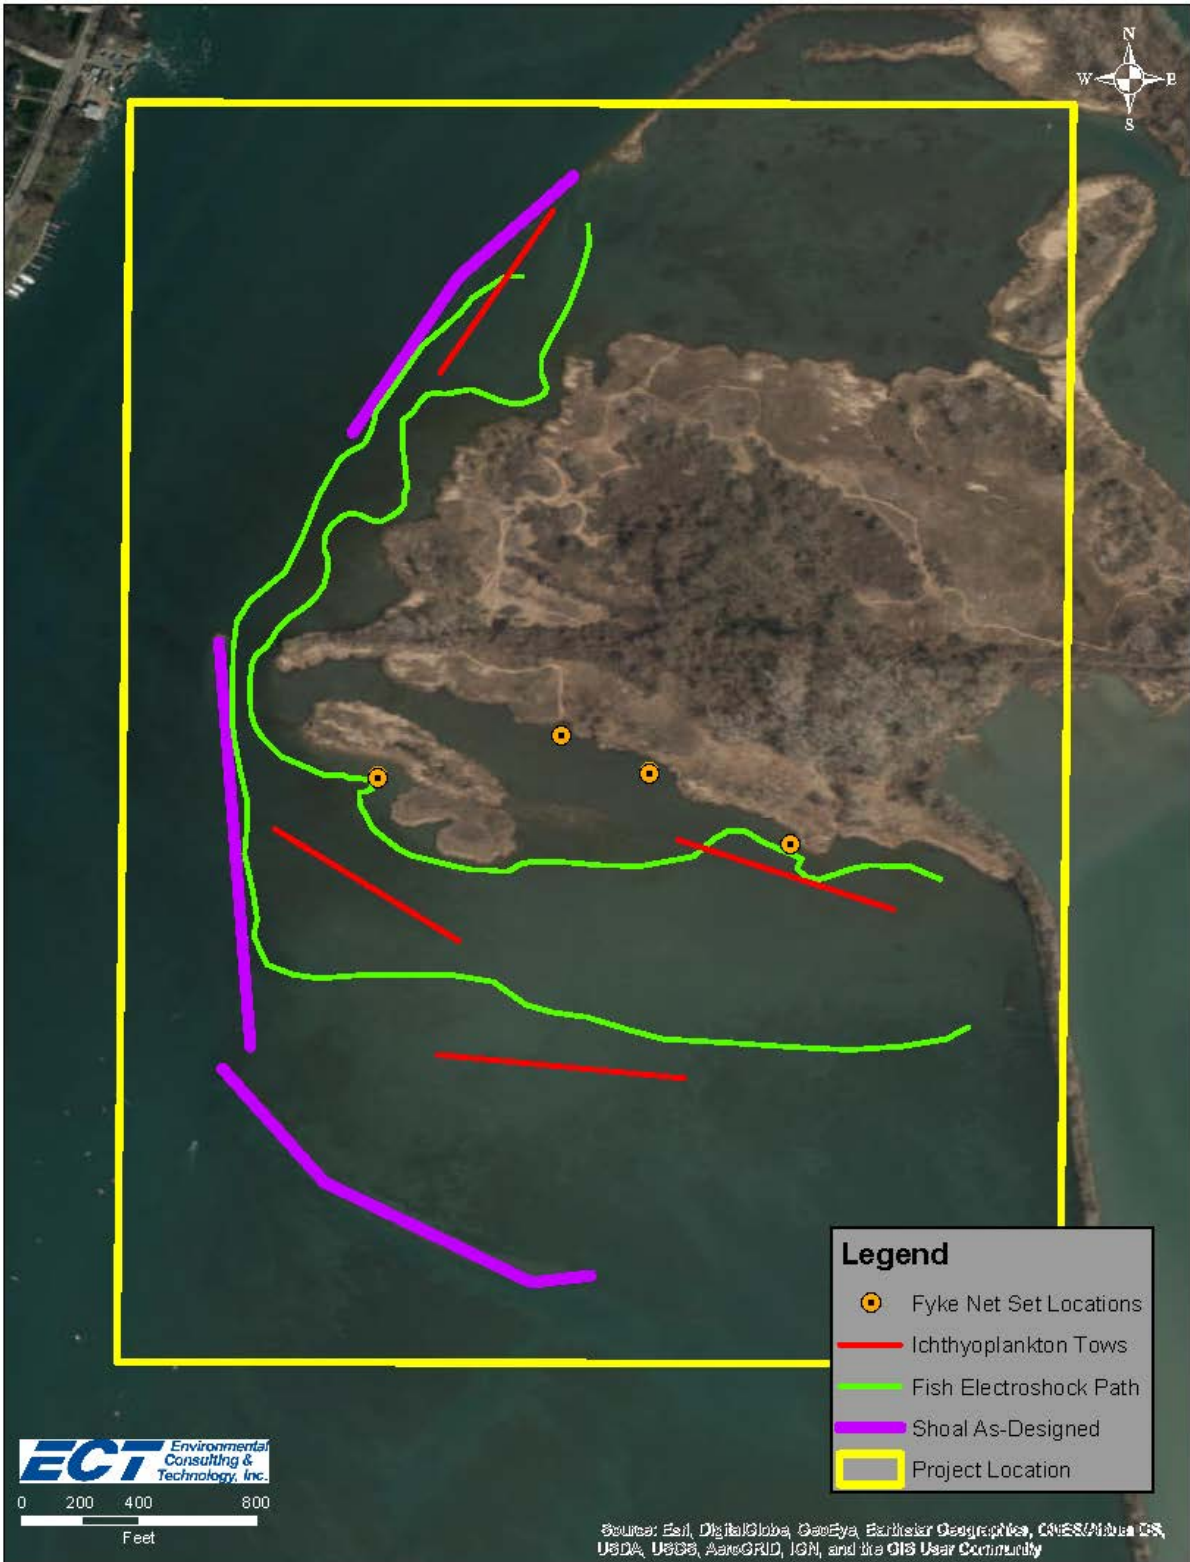 N
W E
S
Legend
Fyke Net Set Locations
Ichthyoplankton Tows
Fish Electroshock Path
Shoal As-Designed
Project Location
ECT Environmental
Consulting &
Technology, Inc.
0 200 400 800
Feet
Source: Esri, DigitalGlobe, GeoEye, Earthstar Geographics, CNES/Airbus DS,
USDA, USGS, AeroGRID, IGN, and the GIS User Community